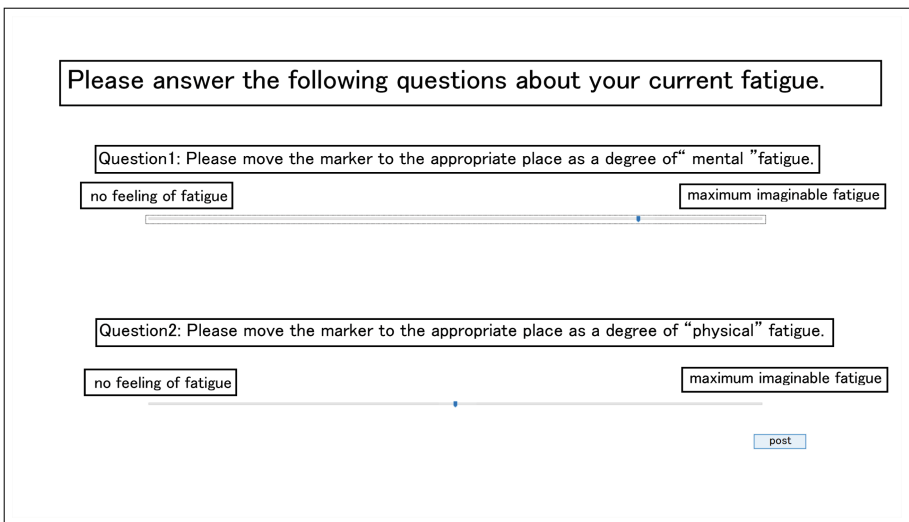 Please answer the following questions about your current fatigue.
Question1: Please move the marker to the appropriate place as a degree of“ mental ”fatigue.
no feeling of fatigue
maximum imaginable fatigue
Question2: Please move the marker to the appropriate place as a degree of “physical” fatigue.
no feeling of fatigue
maximum imaginable fatigue
post